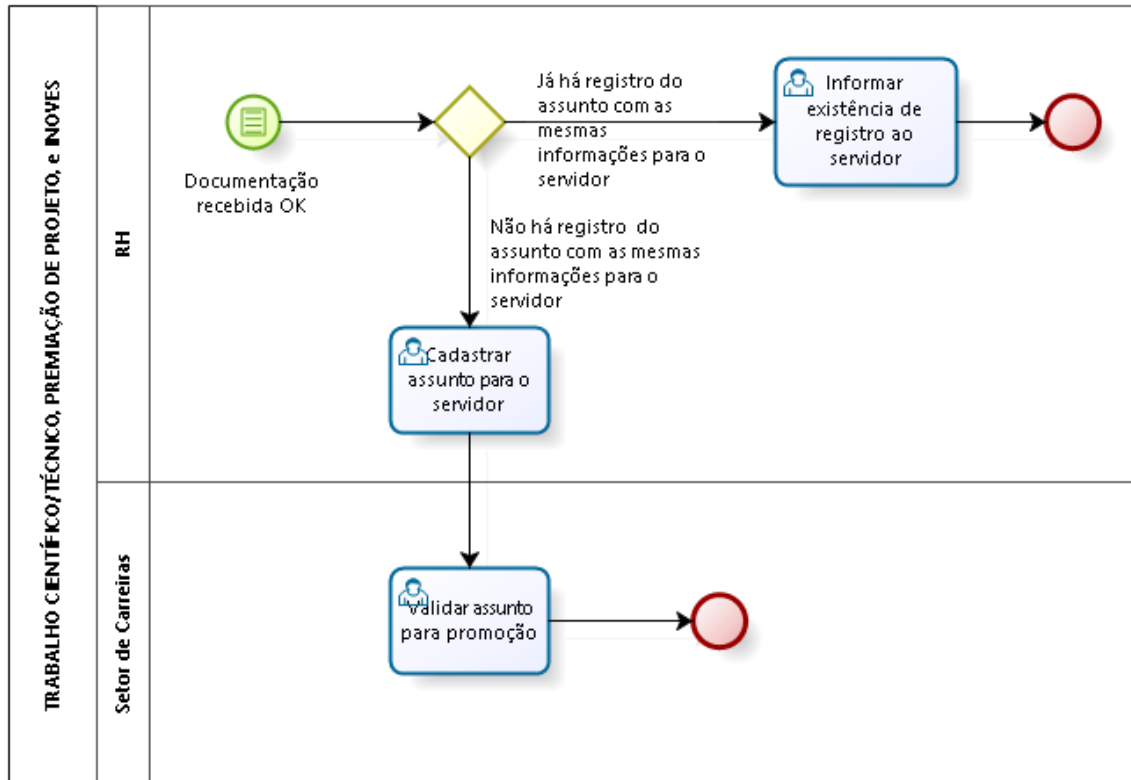 TRABALHO CIENTÍFICO/TÉCNICO, PREMIAÇÃO DE PROJETO, e INOVES
RH
Documentação
recebida OK
Já há registro do
assunto com as
mesmas
informações para o
servidor
Informar
existência de
registro ao
servidor
Não há registro do
assunto com as mesmas
informações para o
servidor
Cadastrar
assunto para o
servidor
Setor de Carreiras
Validar assunto
para promoção